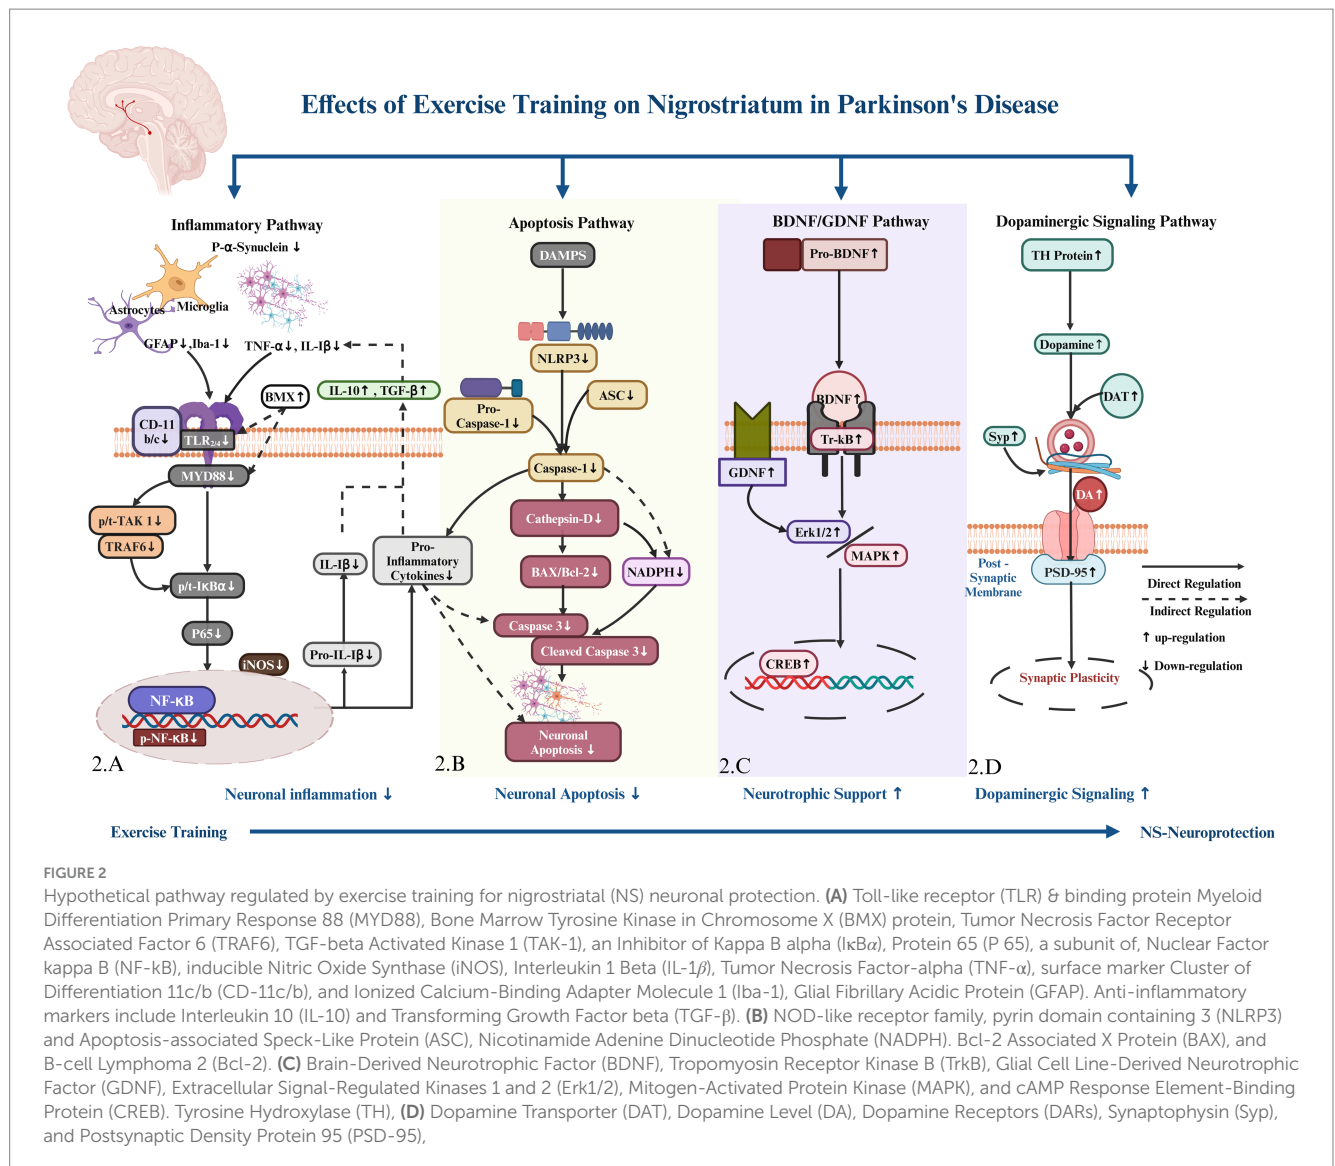 Effects of Exercise Training on Nigrostriatum in Parkinson's Disease
Inflammatory Pathway
P-α-Synuclein ↓
Astrocytes
Microglia
GFAP↓,Iba-1↓
TNF-α↓, IL-Iβ↓
BMX↑
IL-10↑ , TGF-β↑
CD-11
b/c↓
TLR2/4↓
MYD88↓
p/t-TAK 1↓
TRAF6↓
p/t-IκBα↓
P65↓
iNOS↓
NF-κB
p-NF-κB↓
IL-Iβ↓
Pro-IL-Iβ↓
Pro-
Inflammatory
Cytokines↓
2.A
Apoptosis Pathway
DAMPS
NLRP3↓
ASC↓
Pro-
Caspase-1↓
Caspase-1↓
Cathepsin-D↓
BAX/Bcl-2↓
NADPH↓
Caspase 3↓
Cleaved Caspase 3↓
Neuronal
Apoptosis ↓
2.B
BDNF/GDNF Pathway
Pro-BDNF↑
BDNF↑
Tr-kB↑
GDNF↑
Erk1/2↑
MAPK↑
CREB↑
2.C
Dopaminergic Signaling Pathway
TH Protein↑
Dopamine↑
DAT↑
Syp↑
DA↑
Post -
Synaptic
Membrane
PSD-95↑
Synaptic Plasticity
Direct Regulation
Indirect Regulation
↑ up-regulation
↓ Down-regulation
2.D
Neuronal inflammation ↓
Neuronal Apoptosis ↓
Neurotrophic Support ↑
Dopaminergic Signaling ↑
Exercise Training
NS-Neuroprotection
FIGURE 2
Hypothetical pathway regulated by exercise training for nigrostriatal (NS) neuronal protection. (A) Toll-like receptor (TLR) & binding protein Myeloid
Differentiation Primary Response 88 (MYD88), Bone Marrow Tyrosine Kinase in Chromosome X (BMX) protein, Tumor Necrosis Factor Receptor
Associated Factor 6 (TRAF6), TGF-beta Activated Kinase 1 (TAK-1), an Inhibitor of Kappa B alpha (IκBα), Protein 65 (P 65), a subunit of, Nuclear Factor
kappa B (NF-kB), inducible Nitric Oxide Synthase (iNOS), Interleukin 1 Beta (IL-1β), Tumor Necrosis Factor-alpha (TNF-α), surface marker Cluster of
Differentiation 11c/b (CD-11c/b), and Ionized Calcium-Binding Adapter Molecule 1 (Iba-1), Glial Fibrillary Acidic Protein (GFAP). Anti-inflammatory
markers include Interleukin 10 (IL-10) and Transforming Growth Factor beta (TGF-β). (B) NOD-like receptor family, pyrin domain containing 3 (NLRP3)
and Apoptosis-associated Speck-Like Protein (ASC), Nicotinamide Adenine Dinucleotide Phosphate (NADPH). Bcl-2 Associated X Protein (BAX), and
B-cell Lymphoma 2 (Bcl-2). (C) Brain-Derived Neurotrophic Factor (BDNF), Tropomyosin Receptor Kinase B (TrkB), Glial Cell Line-Derived Neurotrophic
Factor (GDNF), Extracellular Signal-Regulated Kinases 1 and 2 (Erk1/2), Mitogen-Activated Protein Kinase (MAPK), and cAMP Response Element-Binding
Protein (CREB). Tyrosine Hydroxylase (TH), (D) Dopamine Transporter (DAT), Dopamine Level (DA), Dopamine Receptors (DARs), Synaptophysin (Syp),
and Postsynaptic Density Protein 95 (PSD-95),